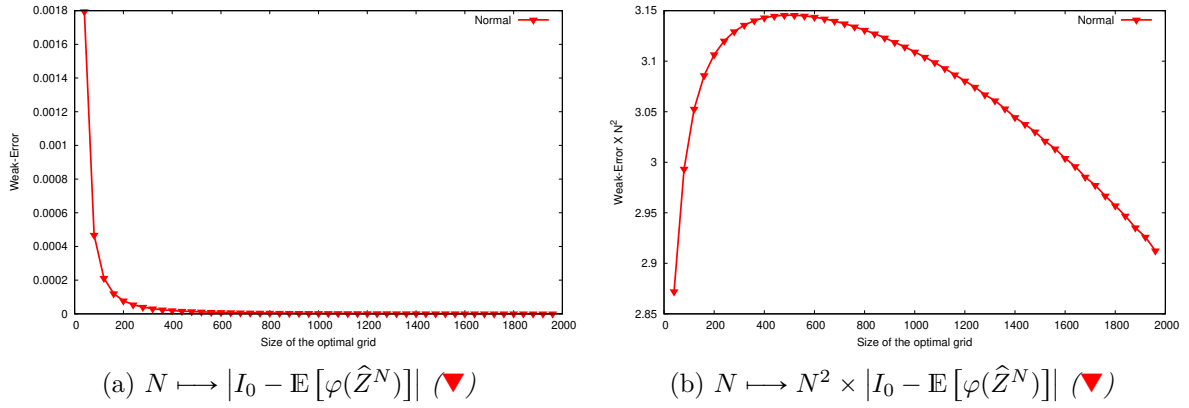 0.0018
0.0016
0.0014
0.0012
0.001
0.0008
0.0006
0.0004
0.0002
0
Weak-Error
Normal
0 200 400 600 800 1000 1200 1400 1600 1800 2000
Size of the optimal grid
(a) N ⟼ |I₀ − 𝔼[φ(Ẑᴺ)]| (▼)
3.15
3.1
3.05
3
2.95
2.9
2.85
Weak-Error X N²
Normal
0 200 400 600 800 1000 1200 1400 1600 1800 2000
Size of the optimal grid
(b) N ⟼ N² × |I₀ − 𝔼[φ(Ẑᴺ)]| (▼)